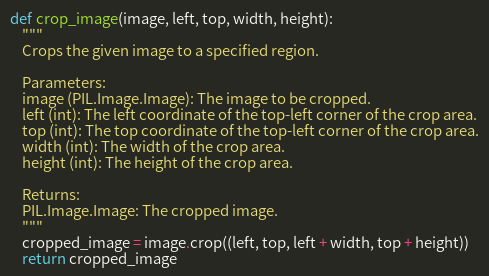 def crop_image(image, left, top, width, height):
"""
Crops the given image to a specified region.
Parameters:
image (PIL.Image.Image): The image to be cropped.
left (int): The left coordinate of the top-left corner of the crop area.
top (int): The top coordinate of the top-left corner of the crop area.
width (int): The width of the crop area.
height (int): The height of the crop area.
Returns:
PIL.Image.Image: The cropped image.
"""
cropped_image = image.crop((left, top, left + width, top + height))
return cropped_image